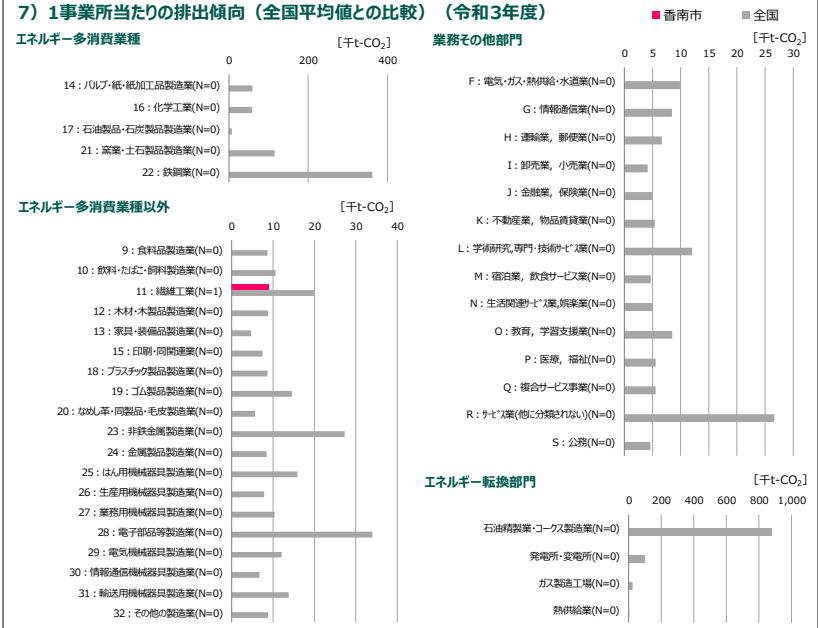 7）1事業所当たりの排出傾向（全国平均値との比較）（令和3年度）
■香南市 ■全国
エネルギー多消費業種
[千t-CO₂]
0 200 400
14：パルプ・紙・紙加工品製造業(N=0)
16：化学工業(N=0)
17：石油製品・石炭製品製造業(N=0)
21：窯業・土石製品製造業(N=0)
22：鉄鋼業(N=0)
エネルギー多消費業種以外
[千t-CO₂]
0 10 20 30 40
9：食料品製造業(N=0)
10：飲料・たばこ・飼料製造業(N=0)
11：繊維工業(N=1)
12：木材・木製品製造業(N=0)
13：家具・装備品製造業(N=0)
15：印刷・同関連業(N=0)
18：プラスチック製品製造業(N=0)
19：ゴム製品製造業(N=0)
20：なめし革・同製品・毛皮製造業(N=0)
23：非鉄金属製造業(N=0)
24：金属製品製造業(N=0)
25：はん用機械器具製造業(N=0)
26：生産用機械器具製造業(N=0)
27：業務用機械器具製造業(N=0)
28：電子部品等製造業(N=0)
29：電気機械器具製造業(N=0)
30：情報通信機械器具製造業(N=0)
31：輸送用機械器具製造業(N=0)
32：その他の製造業(N=0)
業務その他部門
[千t-CO₂]
0 5 10 15 20 25 30
F：電気・ガス・熱供給・水道業(N=0)
G：情報通信業(N=0)
H：運輸業，郵便業(N=0)
I：卸売業，小売業(N=0)
J：金融業，保険業(N=0)
K：不動産業，物品賃貸業(N=0)
L：学術研究,専門・技術ｻｰﾋﾞｽ業(N=0)
M：宿泊業，飲食サービス業(N=0)
N：生活関連ｻｰﾋﾞｽ業,娯楽業(N=0)
O：教育，学習支援業(N=0)
P：医療，福祉(N=0)
Q：複合サービス事業(N=0)
R：ｻｰﾋﾞｽ業(他に分類されない)(N=0)
S：公務(N=0)
エネルギー転換部門
[千t-CO₂]
0 200 400 600 800 1,000
石油精製業・コークス製造業(N=0)
発電所・変電所(N=0)
ガス製造工場(N=0)
熱供給業(N=0)